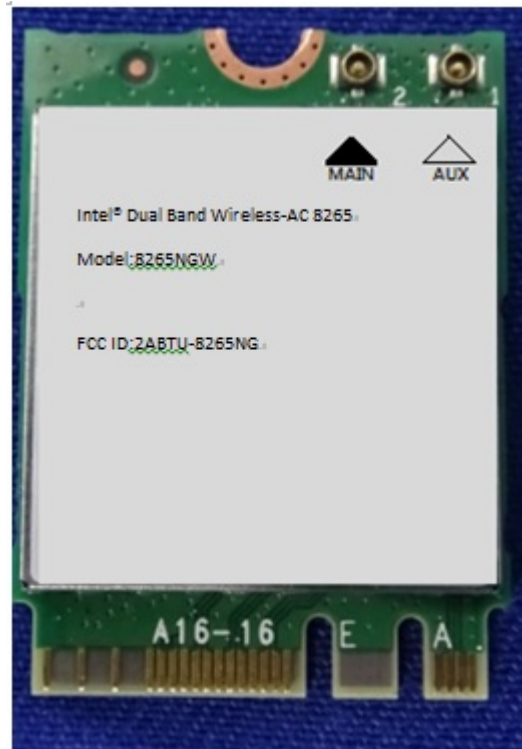 2
1
MAIN AUX
Intel® Dual Band Wireless-AC 8265
Model:8265NGW
FCC ID:2ABTU-8265NG
A16-.16 E A